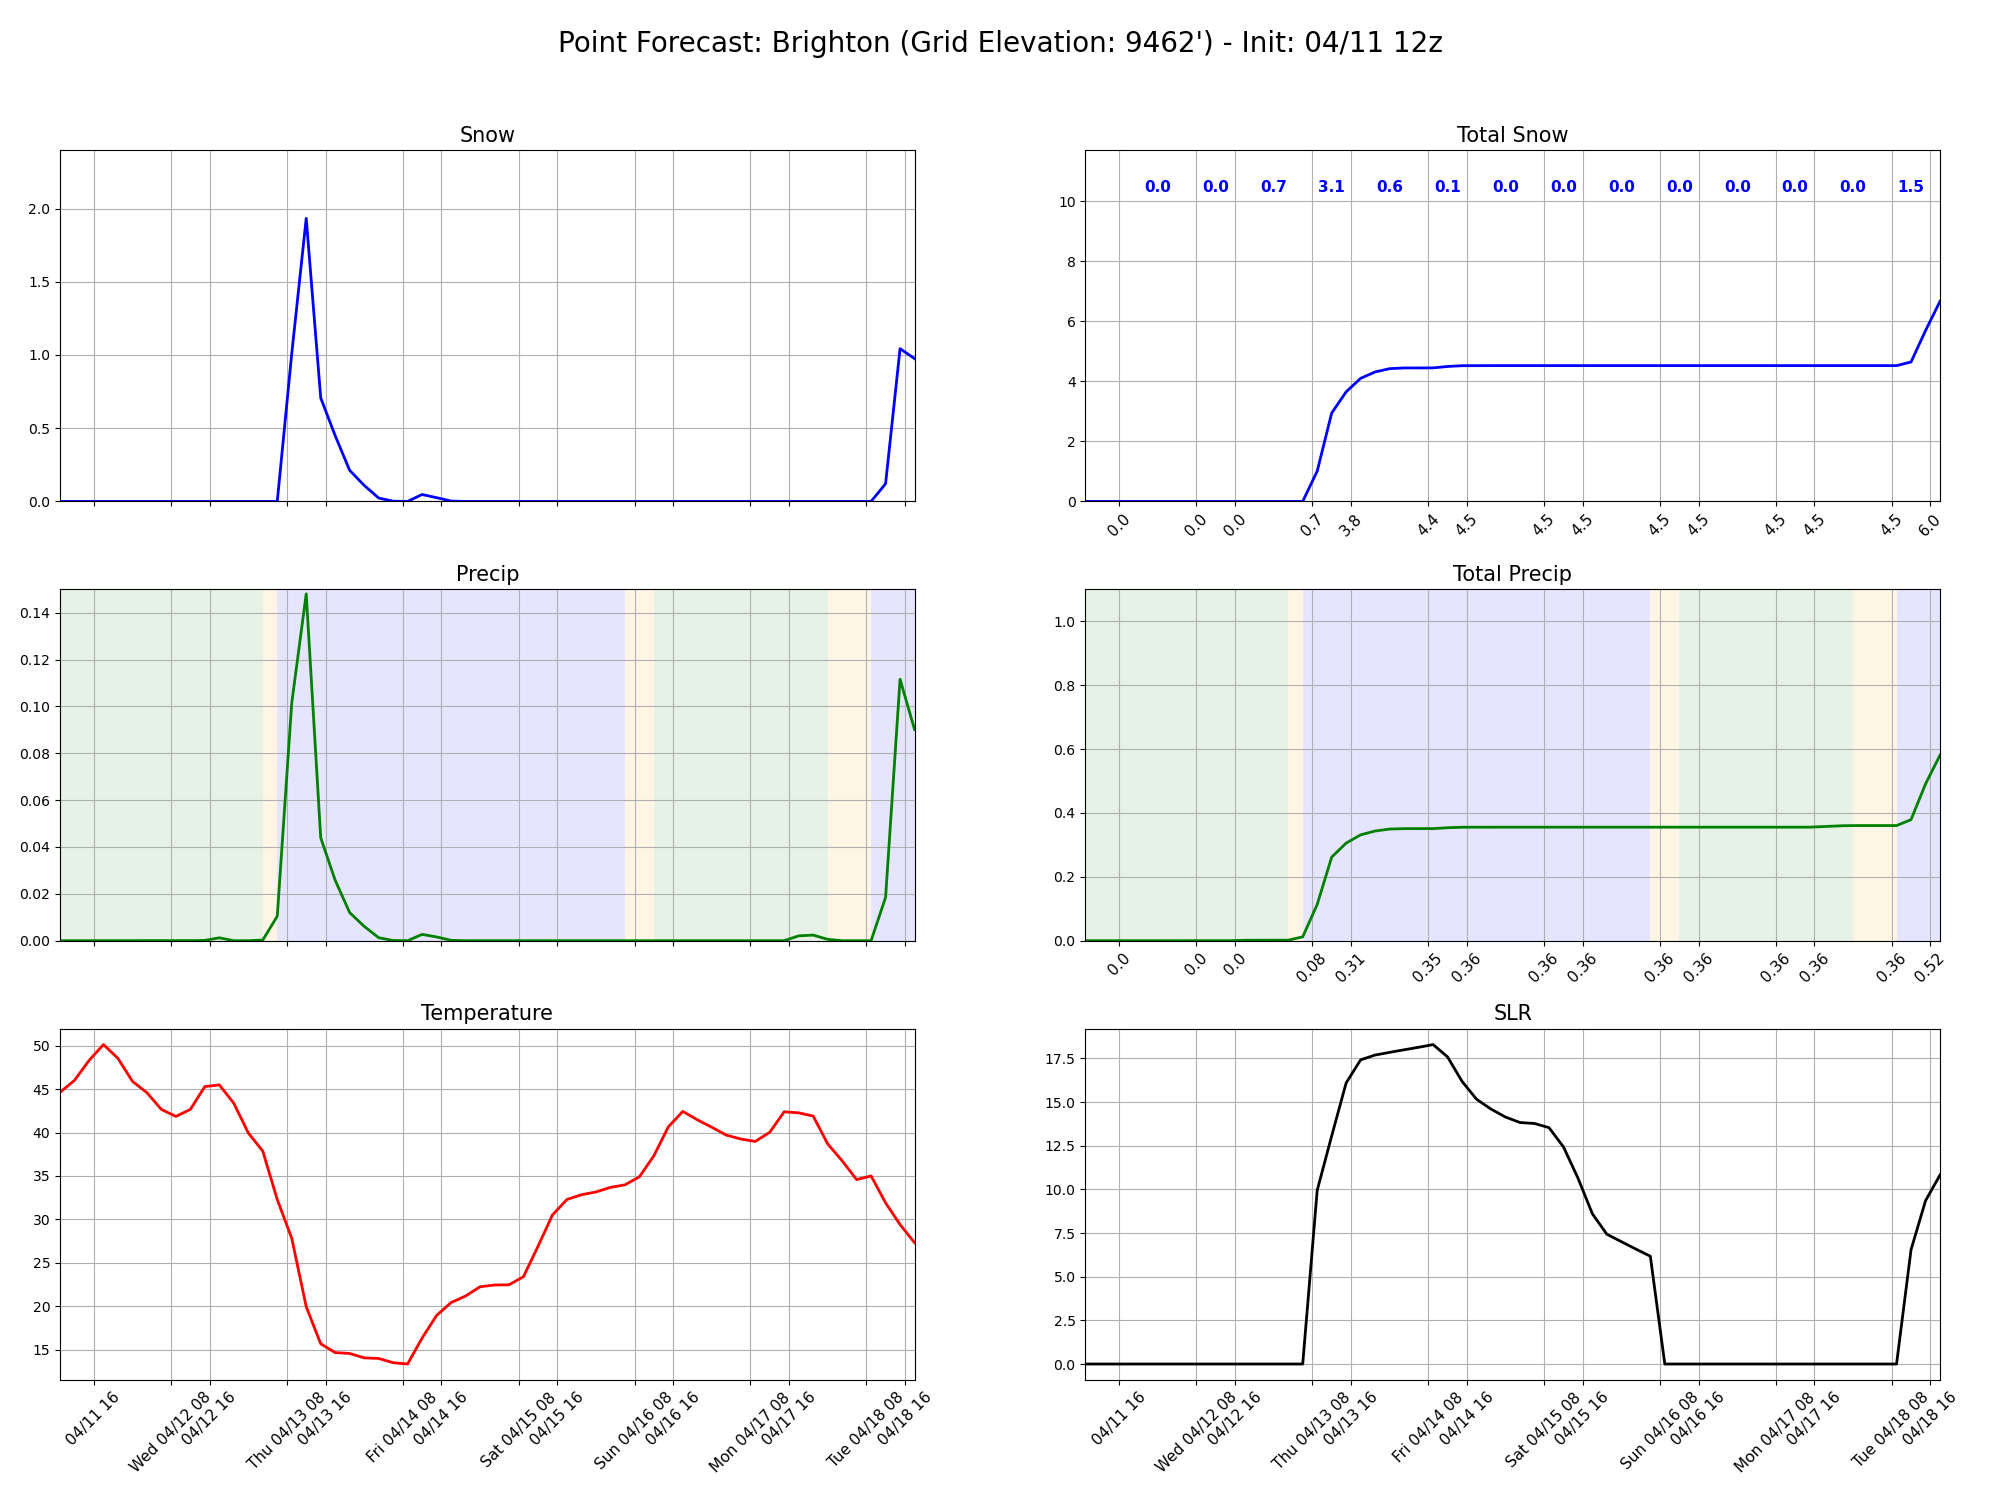 Point Forecast: Brighton (Grid Elevation: 9462') - Init: 04/11 12z
Snow
2.0
1.5
1.0
0.5
0.0
Total Snow
0.0 0.0 0.7 3.1 0.6 0.1 0.0 0.0 0.0 0.0 0.0 0.0 0.0 1.5
10
8
6
4
2
0
0.0 0.0 0.0 0.7 3.8 4.4 4.5 4.5 4.5 4.5 4.5 4.5 4.5 4.5 6.0
Precip
0.14
0.12
0.10
0.08
0.06
0.04
0.02
0.00
Total Precip
1.0
0.8
0.6
0.4
0.2
0.0
0.0 0.0 0.0 0.08 0.31 0.35 0.36 0.36 0.36 0.36 0.36 0.36 0.36 0.36 0.52
Temperature
50
45
40
35
30
25
20
15
04/11 16
Wed 04/12 08
04/12 16
Thu 04/13 08
04/13 16
Fri 04/14 08
04/14 16
Sat 04/15 08
04/15 16
Sun 04/16 08
04/16 16
Mon 04/17 08
04/17 16
Tue 04/18 08
04/18 16
SLR
17.5
15.0
12.5
10.0
7.5
5.0
2.5
0.0
04/11 16
Wed 04/12 08
04/12 16
Thu 04/13 08
04/13 16
Fri 04/14 08
04/14 16
Sat 04/15 08
04/15 16
Sun 04/16 08
04/16 16
Mon 04/17 08
04/17 16
Tue 04/18 08
04/18 16